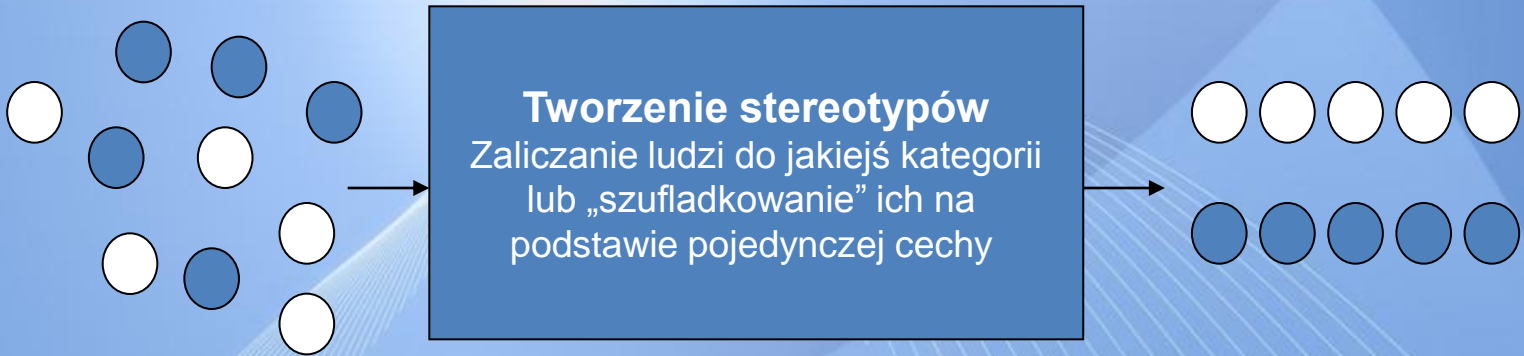 Tworzenie stereotypów
Zaliczanie ludzi do jakiejś kategorii
lub „szufladkowanie” ich na
podstawie pojedynczej cechy